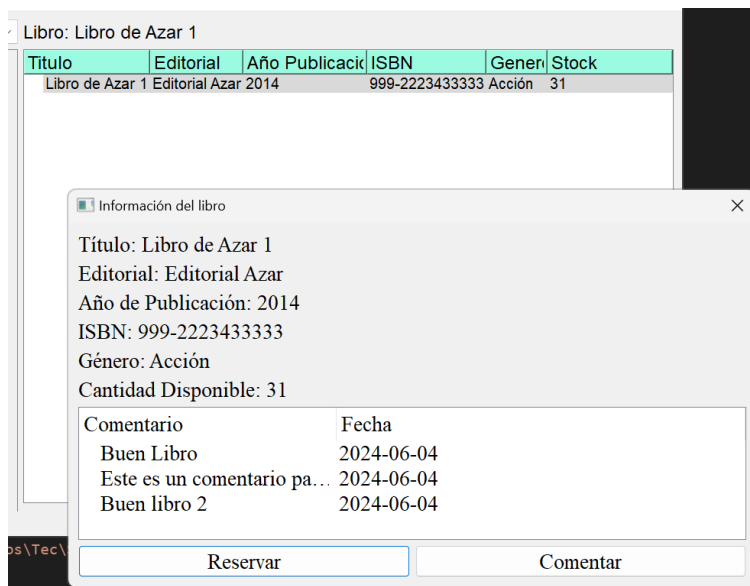 Libro: Libro de Azar 1
Titulo Editorial Año Publicació ISBN Gener Stock
Libro de Azar 1 Editorial Azar 2014 999-2223433333 Acción 31
Información del libro
Título: Libro de Azar 1
Editorial: Editorial Azar
Año de Publicación: 2014
ISBN: 999-2223433333
Género: Acción
Cantidad Disponible: 31
Comentario Fecha
Buen Libro 2024-06-04
Este es un comentario pa... 2024-06-04
Buen libro 2 2024-06-04
os\Tec\
Reservar Comentar